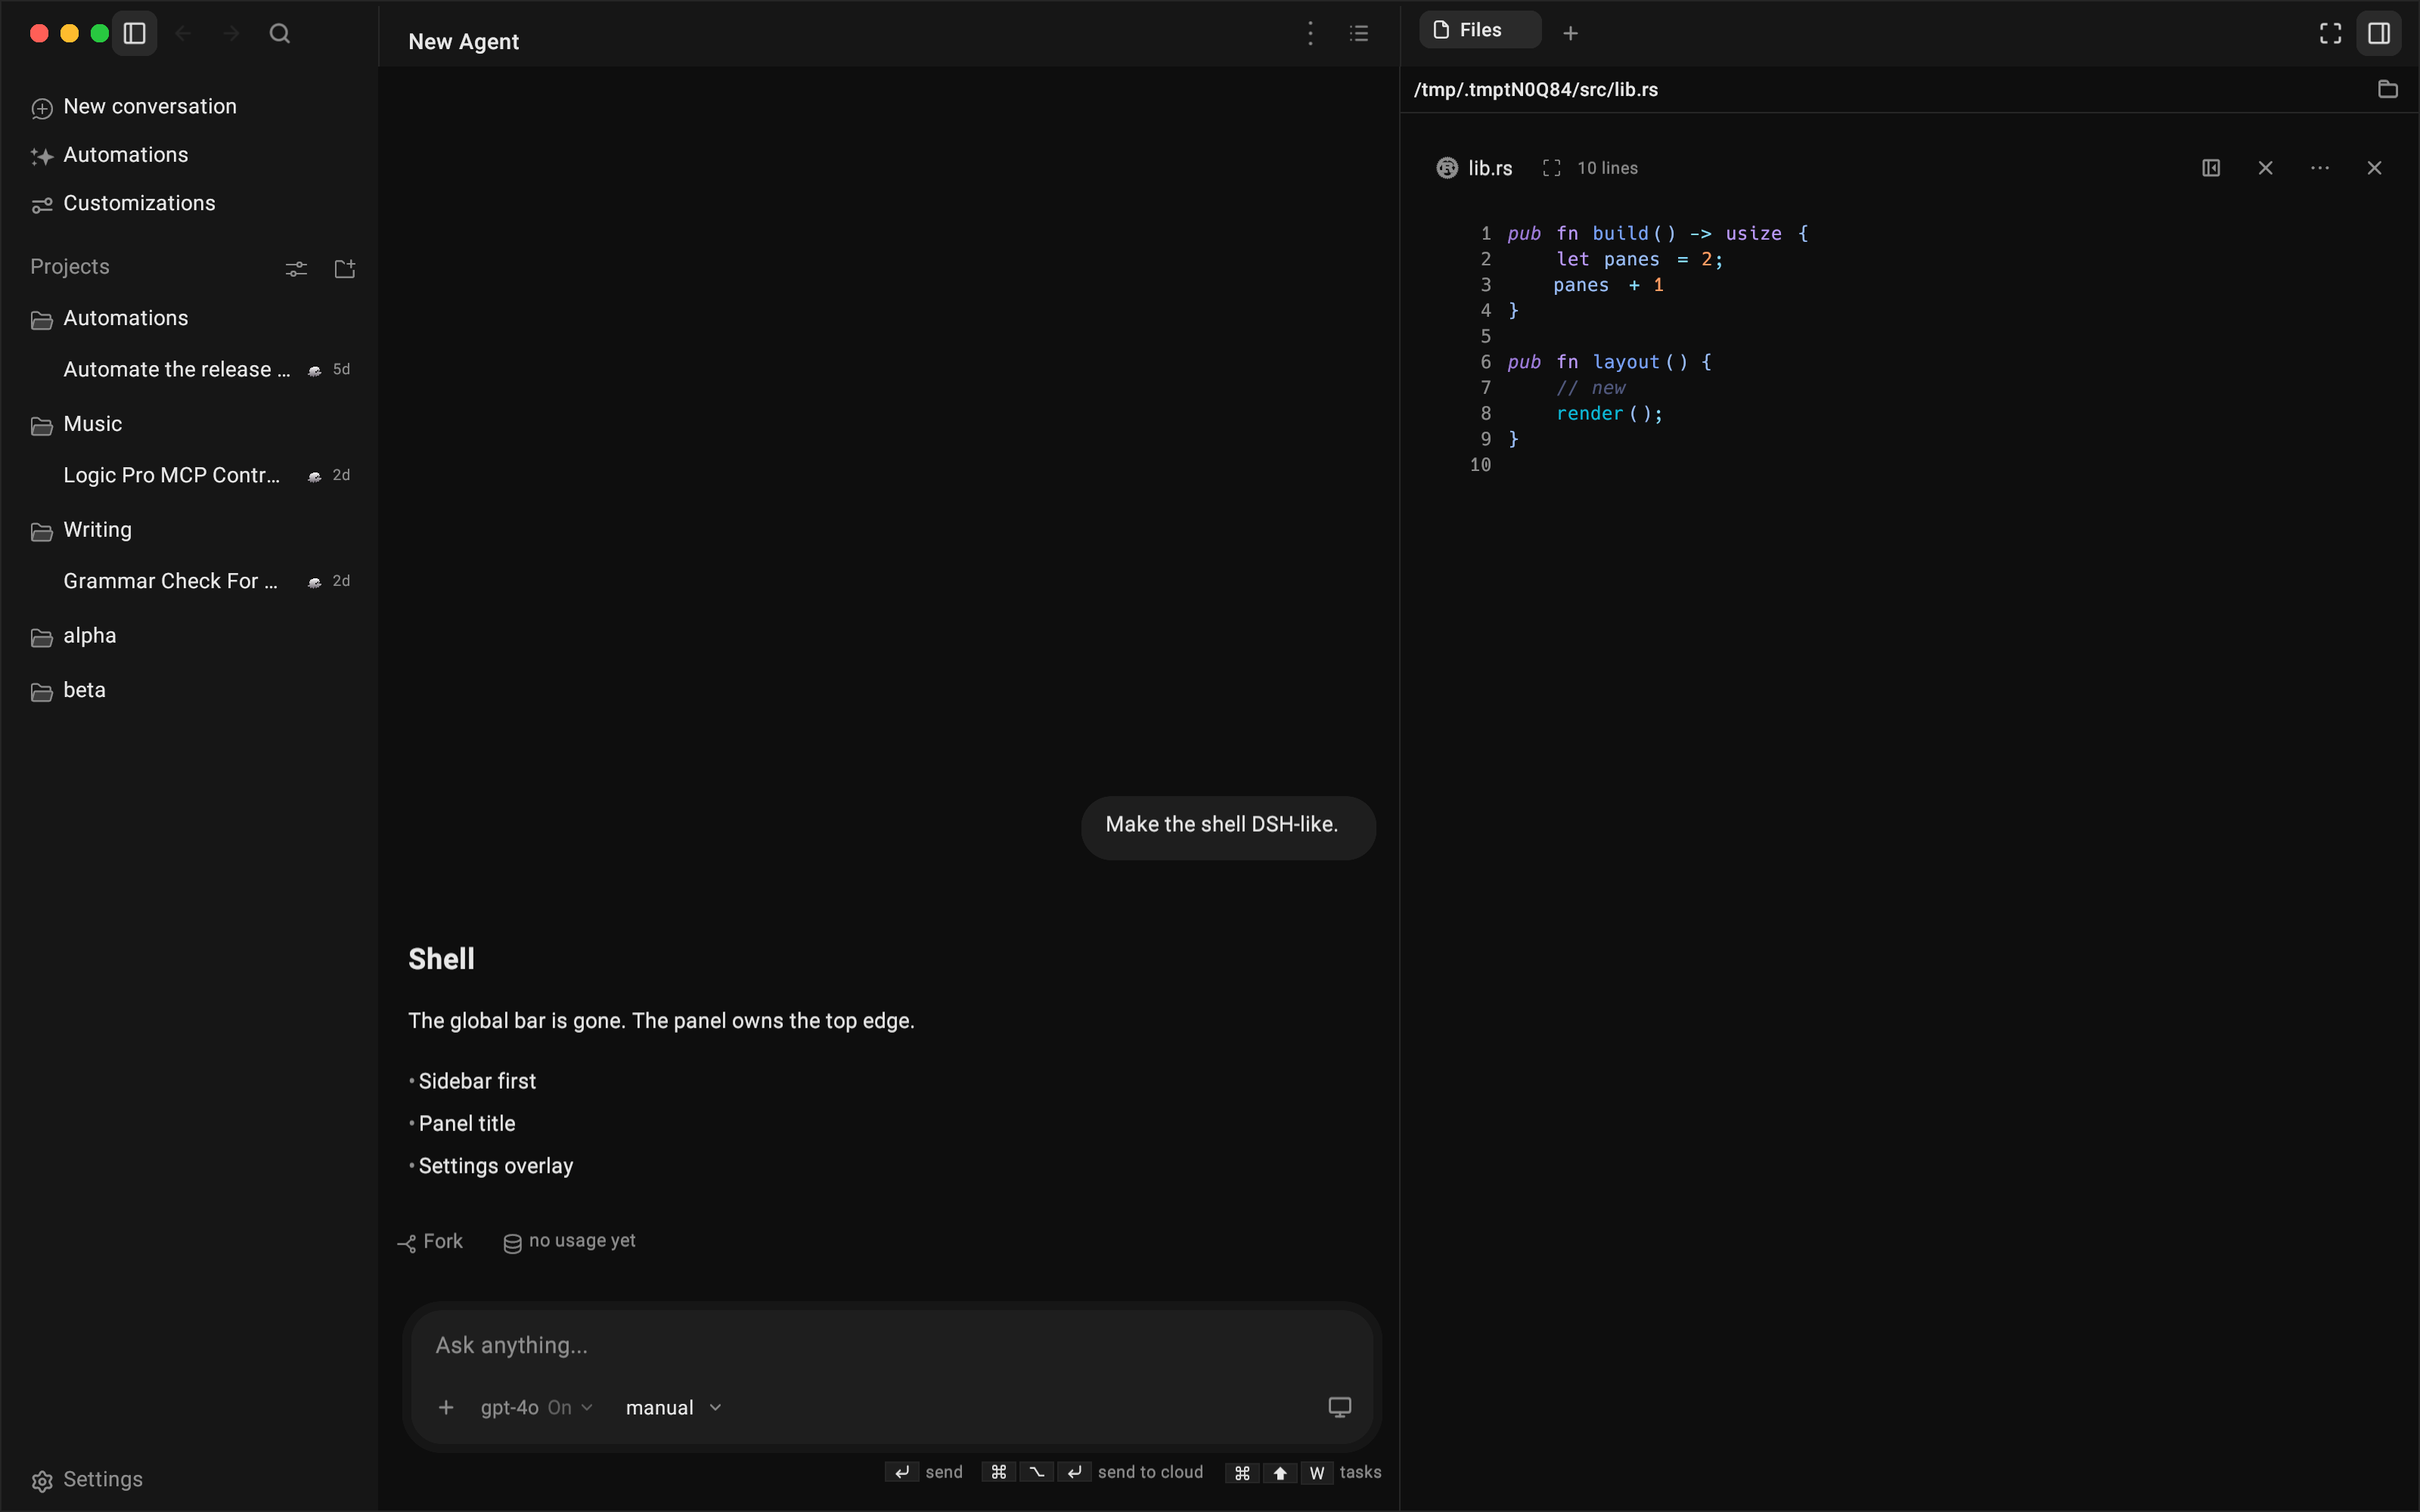 New Agent
Files
/tmp/.tmptN0Q84/src/lib.rs
New conversation
Automations
Customizations
Projects
Automations
Automate the release ... 5d
Music
Logic Pro MCP Contr... 2d
Writing
Grammar Check For ... 2d
alpha
beta
Settings
Make the shell DSH-like.
Shell
The global bar is gone. The panel owns the top edge.
• Sidebar first
• Panel title
• Settings overlay
Fork no usage yet
Ask anything...
gpt-4o On manual
send send to cloud W tasks
lib.rs 10 lines
1 pub fn build() -> usize {
2     let panes = 2;
3     panes + 1
4 }
5
6 pub fn layout() {
7     // new
8     render();
9 }
10